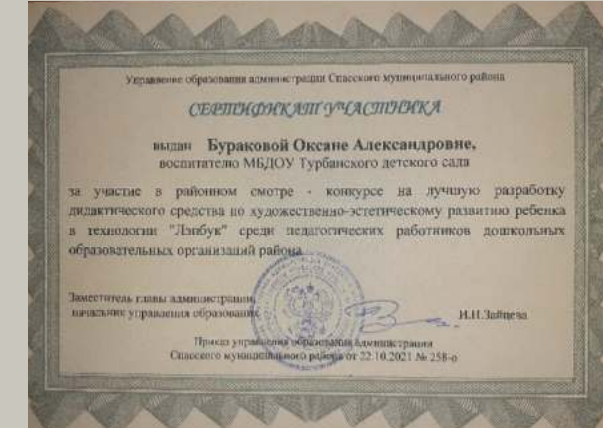 Управление образования администрации Спасского муниципального района
СЕРТИФИКАТ УЧАСТНИКА
выдан Бураковой Оксане Александровне,
воспитателю МБДОУ Турбанского детского сада
за участие в районном смотре - конкурсе на лучшую разработку
дидактического средства по художественно-эстетическому развитию ребенка
в технологии "Лэпбук" среди педагогических работников дошкольных
образовательных организаций района
Заместитель главы администрации,
начальник управления образования
И.Н.Зайцева
Приказ управления образования администрации
Спасского муниципального района от 22.10.2021 № 258-о